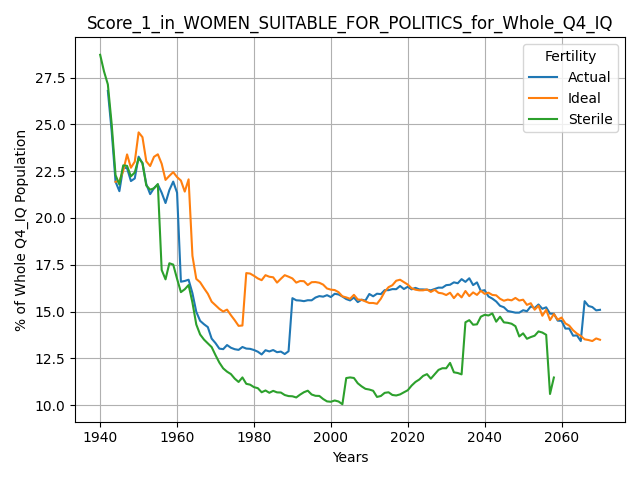 Score_1_in_WOMEN_SUITABLE_FOR_POLITICS_for_Whole_Q4_IQ
Fertility
Actual
Ideal
Sterile
% of Whole Q4_IQ Population
27.5
25.0
22.5
20.0
17.5
15.0
12.5
10.0
1940 1960 1980 2000 2020 2040 2060
Years